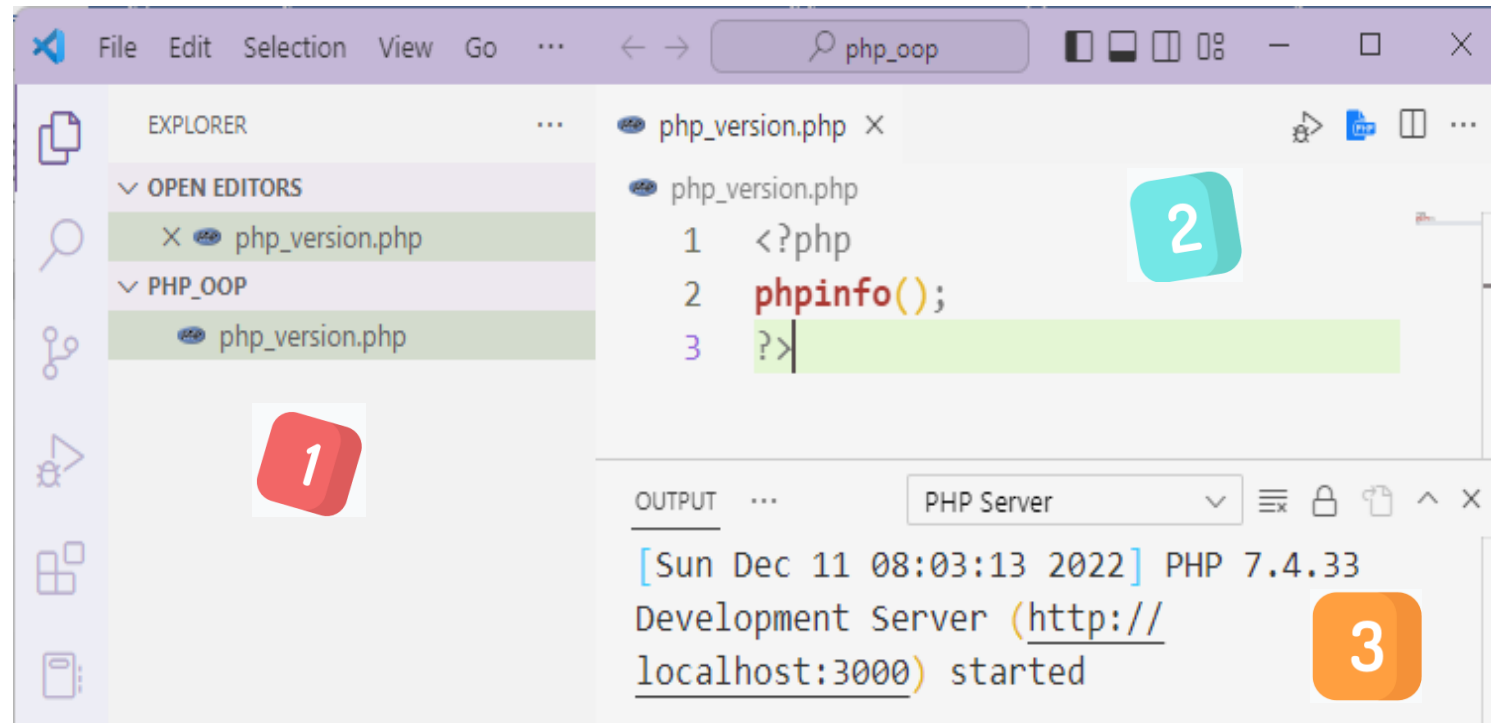 File Edit Selection View Go ··· php_oop
EXPLORER ···
OPEN EDITORS
php_version.php
PHP_OOP
php_version.php
1
php_version.php
PHP ···
php_version.php
2
1 <?php
2 phpinfo();
3 ?>
OUTPUT ··· PHP Server
[Sun Dec 11 08:03:13 2022] PHP 7.4.33
Development Server (http://
localhost:3000) started
3